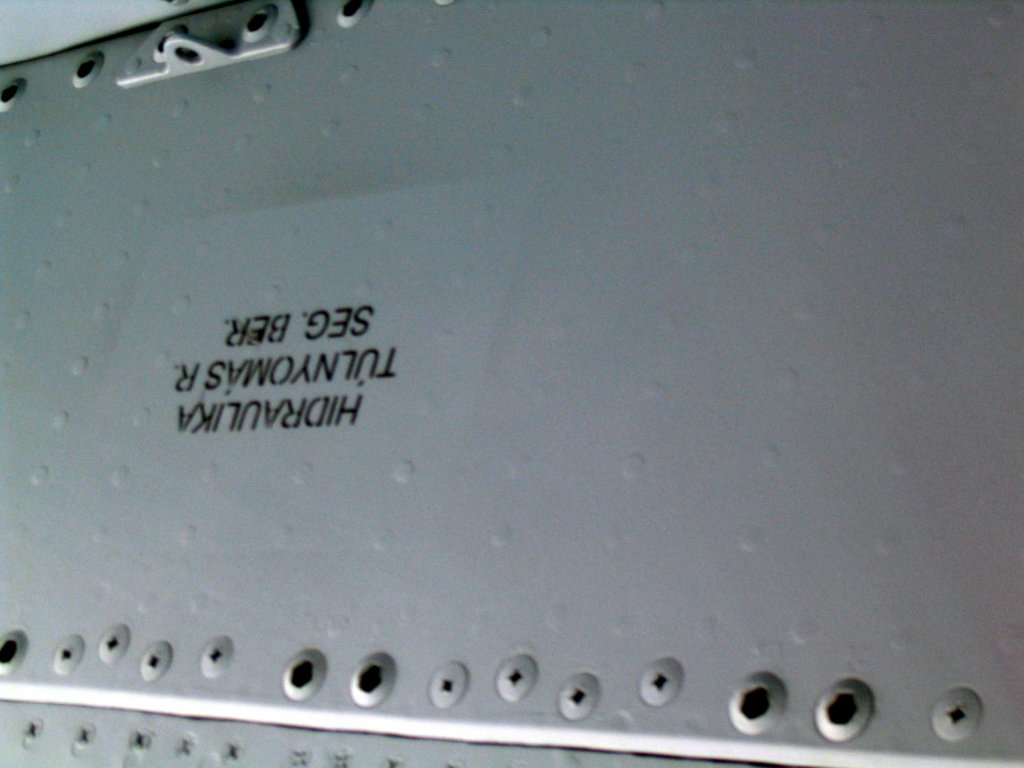 HIDRAULIKA
TÚLNYOMÁS R.
SEG. BER.